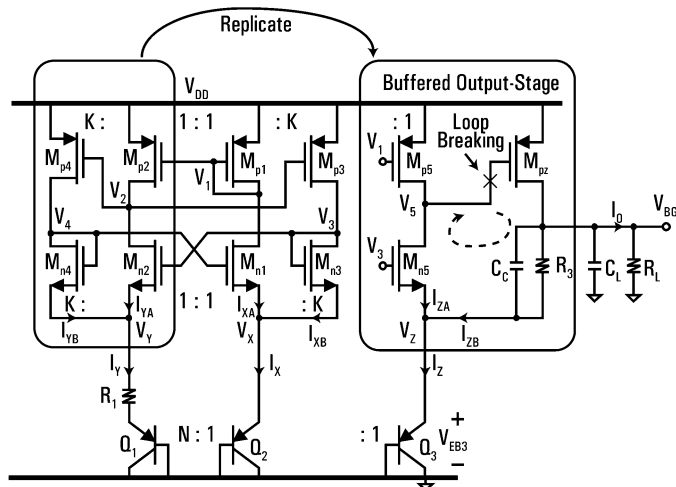 Replicate
Buffered Output-Stage
V_DD
K : 1 : 1 : K : 1
Loop
Breaking
M_p4 M_p2 M_p1 M_p3 V_1 M_p5 M_pz
V_2 V_1
V_4 V_3 V_5 I_O V_BG
M_n4 M_n2 M_n1 M_n3 V_3 M_n5 C_C R_3 C_L R_L
K : 1 : 1 : K
I_YA I_XA I_ZA
I_YB V_Y V_X I_XB V_Z I_ZB
I_Y I_X I_Z
R_1
Q_1 N : 1 Q_2 : 1 Q_3 V_EB3 + −